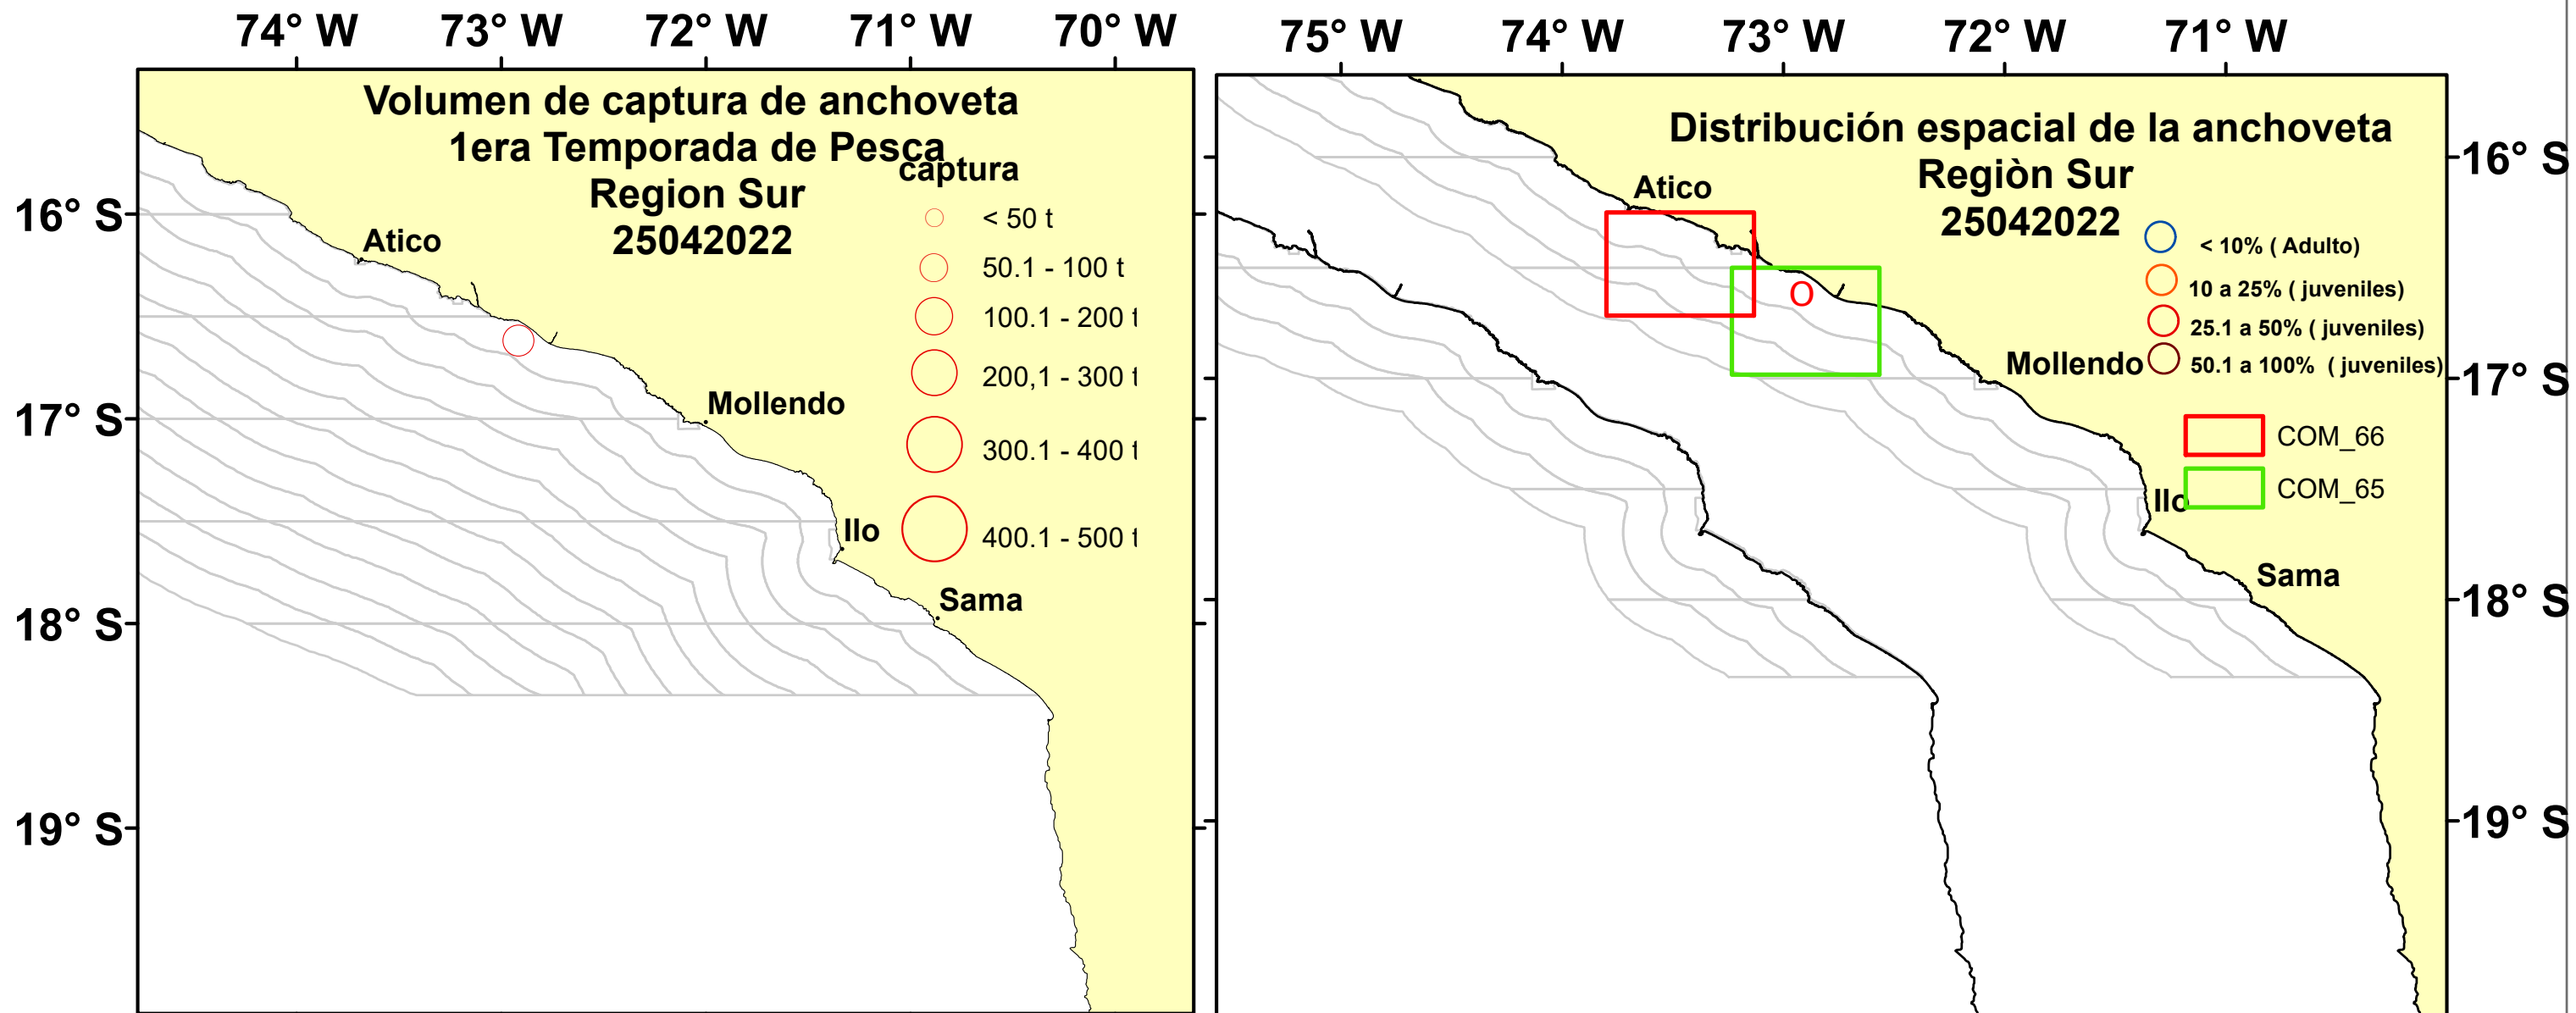 74° W 73° W 72° W 71° W 70° W
Volumen de captura de anchoveta
1era Temporada de Pesca
Region Sur
25042022
captura
< 50 t
50.1 - 100 t
100.1 - 200 t
200,1 - 300 t
300.1 - 400 t
400.1 - 500 t
16° S
17° S
18° S
19° S
Atico
Mollendo
Ilo
Sama
75° W 74° W 73° W 72° W 71° W
Distribución espacial de la anchoveta
Regiòn Sur
25042022
< 10% ( Adulto)
10 a 25% ( juveniles)
25.1 a 50% ( juveniles)
50.1 a 100% ( juveniles)
COM_66
COM_65
Atico
Mollendo
Ilo
Sama
16° S
17° S
18° S
19° S